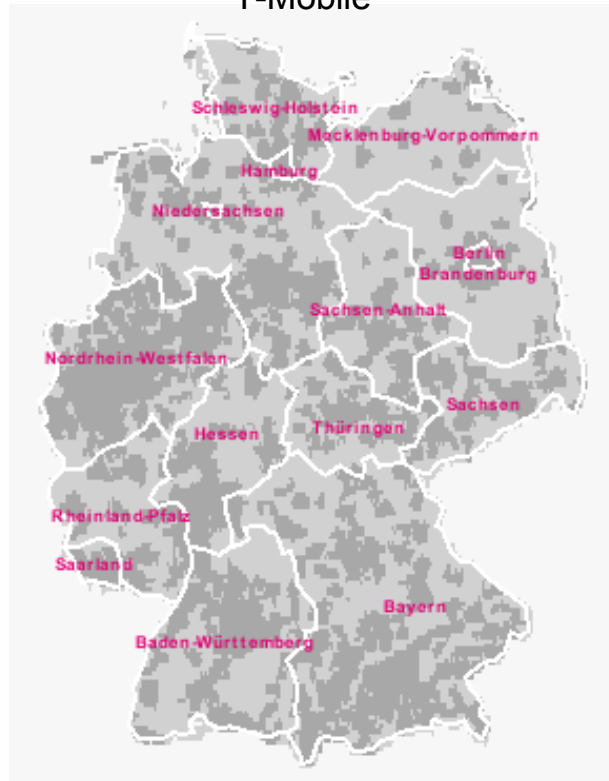 T-Mobile
Schleswig-Holstein
Mecklenburg-Vorpommern
Hamburg
Niedersachsen
Berlin
Brandenburg
Sachsen-Anhalt
Nordrhein-Westfalen
Sachsen
Thüringen
Hessen
Rheinland-Pfalz
Saarland
Bayern
Baden-Württemberg